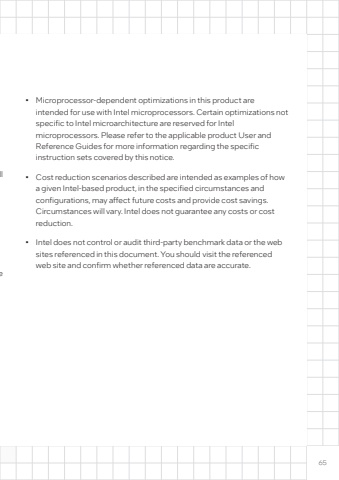 • Microprocessor-dependent optimizations in this product are
intended for use with Intel microprocessors. Certain optimizations not
specific to Intel microarchitecture are reserved for Intel
microprocessors. Please refer to the applicable product User and
Reference Guides for more information regarding the specific
instruction sets covered by this notice.
• Cost reduction scenarios described are intended as examples of how
a given Intel-based product, in the specified circumstances and
configurations, may affect future costs and provide cost savings.
Circumstances will vary. Intel does not guarantee any costs or cost
reduction.
• Intel does not control or audit third-party benchmark data or the web
sites referenced in this document. You should visit the referenced
web site and confirm whether referenced data are accurate.
65